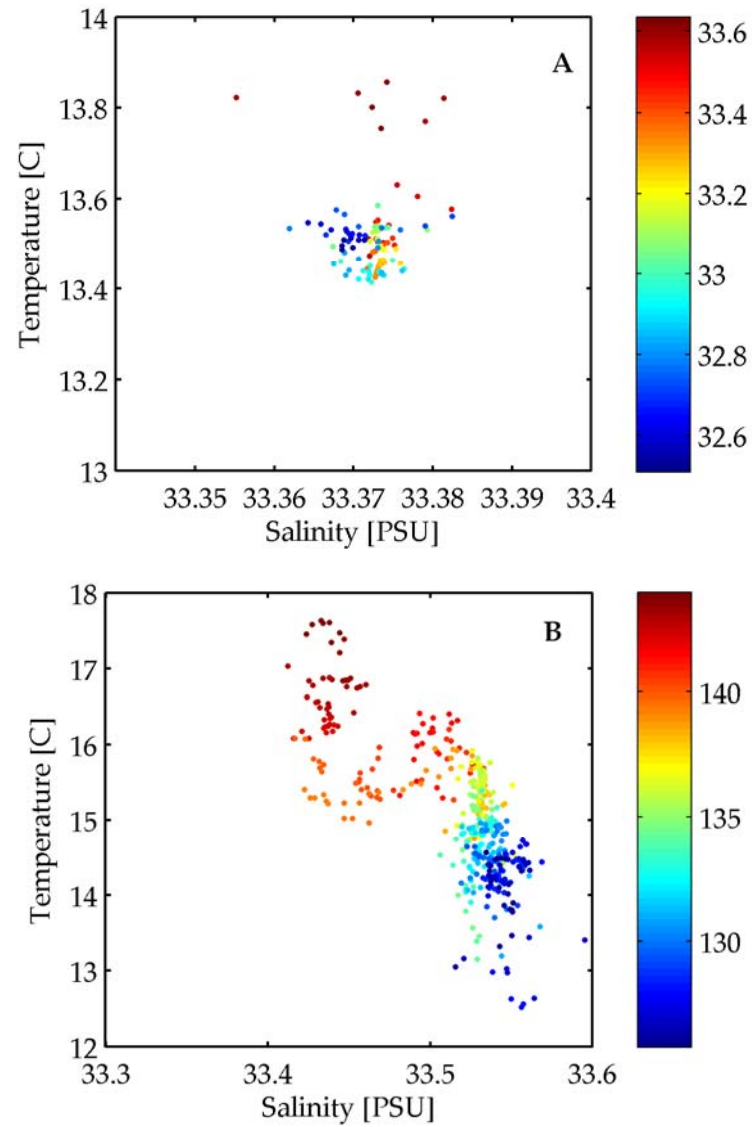 14
A
33.6
13.8
33.4
13.6
33.2
Temperature [C]
13.4
33
13.2
32.8
13
32.6
33.35 33.36 33.37 33.38 33.39 33.4
Salinity [PSU]
18
B
17
140
16
Temperature [C]
15
135
14
130
13
12
33.3 33.4 33.5 33.6
Salinity [PSU]